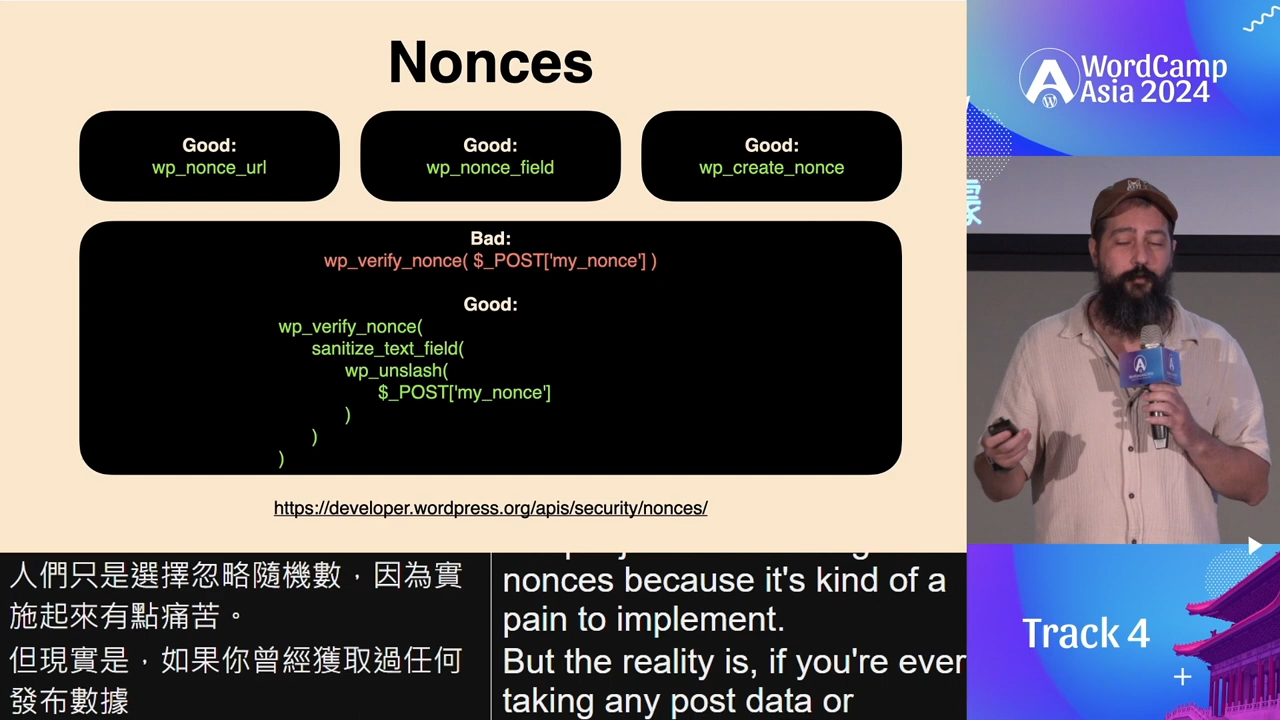 Nonces
Good:
wp_nonce_url
Good:
wp_nonce_field
Good:
wp_create_nonce
Bad:
wp_verify_nonce( $_POST['my_nonce'] )
Good:
wp_verify_nonce(
sanitize_text_field(
wp_unslash(
$_POST['my_nonce']
)
)
)
https://developer.wordpress.org/apis/security/nonces/
人們只是選擇忽略隨機數，因為實
施起來有點痛苦。
但現實是，如果你曾經獲取過任何
發布數據
nonces because it's kind of a
pain to implement.
But the reality is, if you're ever
taking any post data or
WordCamp
Asia 2024
Track 4